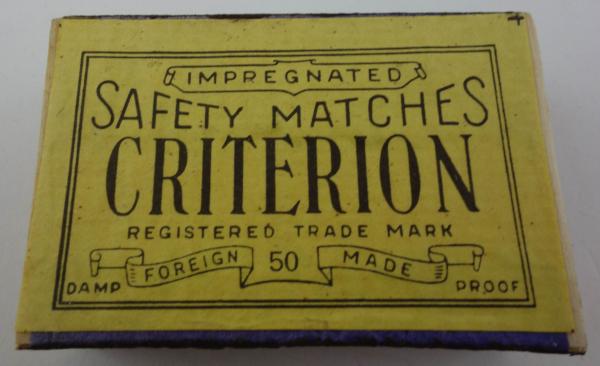 IMPREGNATED
SAFETY MATCHES
CRITERION
REGISTERED TRADE MARK
FOREIGN 50 MADE
DAMP PROOF